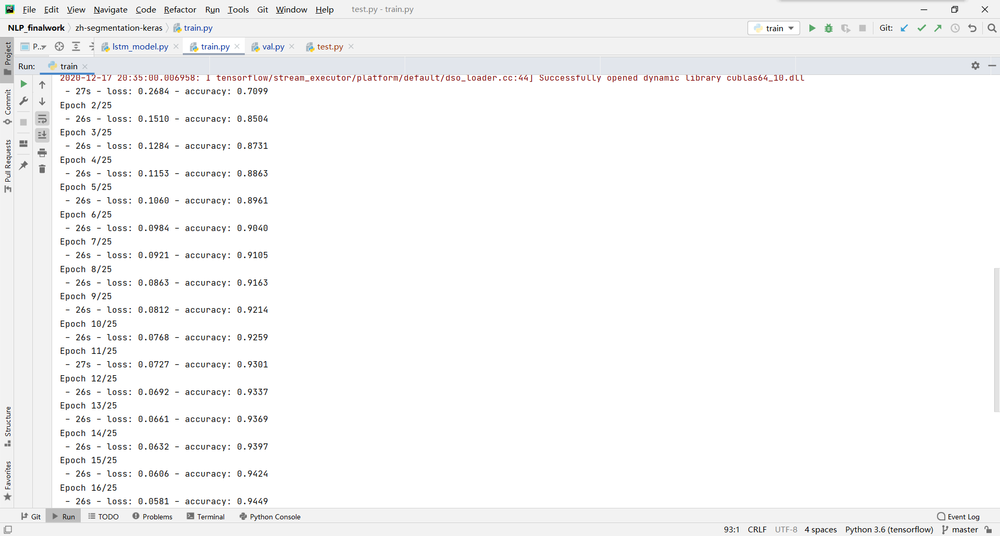 File Edit View Navigate Code Refactor Run Tools Git Window Help test.py - train.py
NLP_finalwork zh-segmentation-keras train.py train Git:
P... lstm_model.py train.py val.py test.py
Run: train
2020-12-17 20:35:00.006958: I tensorflow/stream_executor/platform/default/dso_loader.cc:44] Successfully opened dynamic library cublas64_10.dll
- 27s - loss: 0.2684 - accuracy: 0.7099
Epoch 2/25
- 26s - loss: 0.1510 - accuracy: 0.8504
Epoch 3/25
- 26s - loss: 0.1284 - accuracy: 0.8731
Epoch 4/25
- 26s - loss: 0.1153 - accuracy: 0.8863
Epoch 5/25
- 26s - loss: 0.1060 - accuracy: 0.8961
Epoch 6/25
- 26s - loss: 0.0984 - accuracy: 0.9040
Epoch 7/25
- 26s - loss: 0.0921 - accuracy: 0.9105
Epoch 8/25
- 26s - loss: 0.0863 - accuracy: 0.9163
Epoch 9/25
- 26s - loss: 0.0812 - accuracy: 0.9214
Epoch 10/25
- 26s - loss: 0.0768 - accuracy: 0.9259
Epoch 11/25
- 27s - loss: 0.0727 - accuracy: 0.9301
Epoch 12/25
- 26s - loss: 0.0692 - accuracy: 0.9337
Epoch 13/25
- 26s - loss: 0.0661 - accuracy: 0.9369
Epoch 14/25
- 26s - loss: 0.0632 - accuracy: 0.9397
Epoch 15/25
- 26s - loss: 0.0606 - accuracy: 0.9424
Epoch 16/25
- 26s - loss: 0.0581 - accuracy: 0.9449
Project
Commit
Pull Requests
Structure
Favorites
Git Run TODO Problems Terminal Python Console Event Log
93:1 CRLF UTF-8 4 spaces Python 3.6 (tensorflow) master